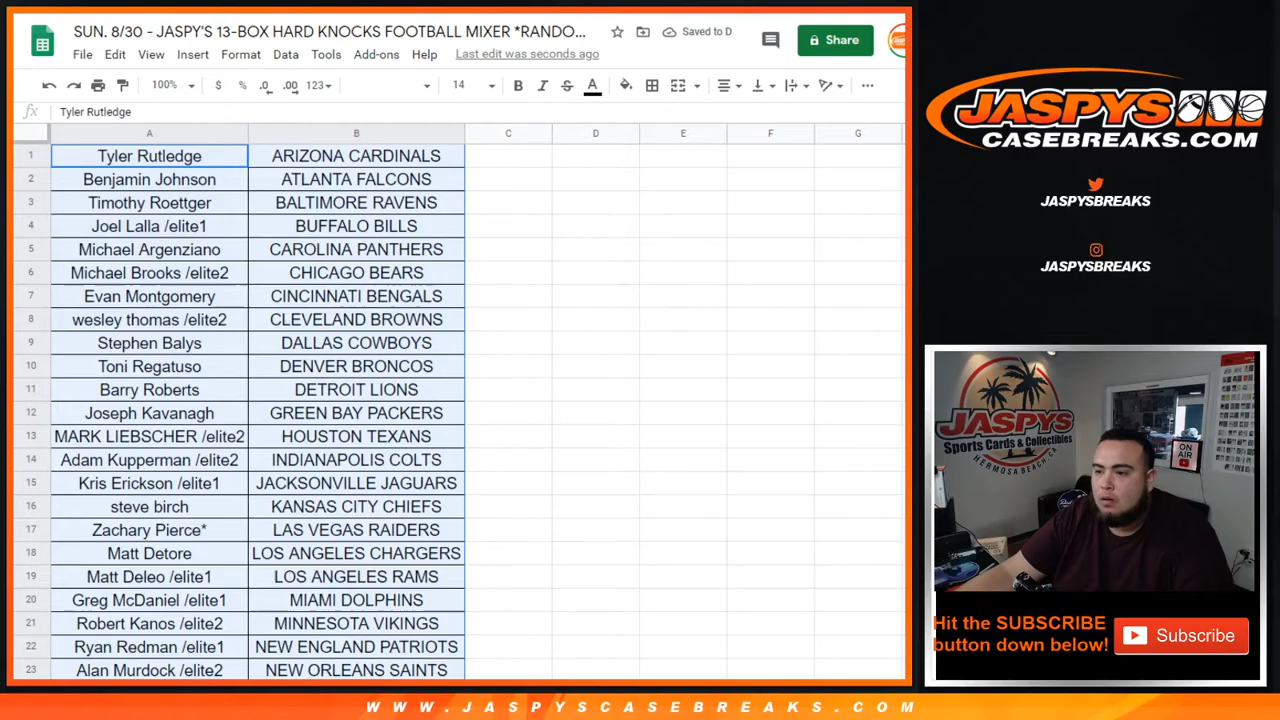 SUN. 8/30 - JASPY'S 13-BOX HARD KNOCKS FOOTBALL MIXER *RANDO...
Saved to D
Share
File Edit View Insert Format Data Tools Add-ons Help Last edit was seconds ago
100% $ % .0 .00 123 14 B I S A
fx Tyler Rutledge
A B C D E F G
1 Tyler Rutledge ARIZONA CARDINALS
2 Benjamin Johnson ATLANTA FALCONS
3 Timothy Roettger BALTIMORE RAVENS
4 Joel Lalla /elite1 BUFFALO BILLS
5 Michael Argenziano CAROLINA PANTHERS
6 Michael Brooks /elite2 CHICAGO BEARS
7 Evan Montgomery CINCINNATI BENGALS
8 wesley thomas /elite2 CLEVELAND BROWNS
9 Stephen Balys DALLAS COWBOYS
10 Toni Regatuso DENVER BRONCOS
11 Barry Roberts DETROIT LIONS
12 Joseph Kavanagh GREEN BAY PACKERS
13 MARK LIEBSCHER /elite2 HOUSTON TEXANS
14 Adam Kupperman /elite2 INDIANAPOLIS COLTS
15 Kris Erickson /elite1 JACKSONVILLE JAGUARS
16 steve birch KANSAS CITY CHIEFS
17 Zachary Pierce* LAS VEGAS RAIDERS
18 Matt Detore LOS ANGELES CHARGERS
19 Matt Deleo /elite1 LOS ANGELES RAMS
20 Greg McDaniel /elite1 MIAMI DOLPHINS
21 Robert Kanos /elite2 MINNESOTA VIKINGS
22 Ryan Redman /elite1 NEW ENGLAND PATRIOTS
23 Alan Murdock /elite2 NEW ORLEANS SAINTS
JASPYS
CASEBREAKS.COM
JASPYSBREAKS
JASPYSBREAKS
JASPYS
Sports Cards & Collectibles
HERMOSA BEACH CA
ON
AIR
Hit the SUBSCRIBE
button down below!
Subscribe
WWW.JASPYSCASEBREAKS.COM